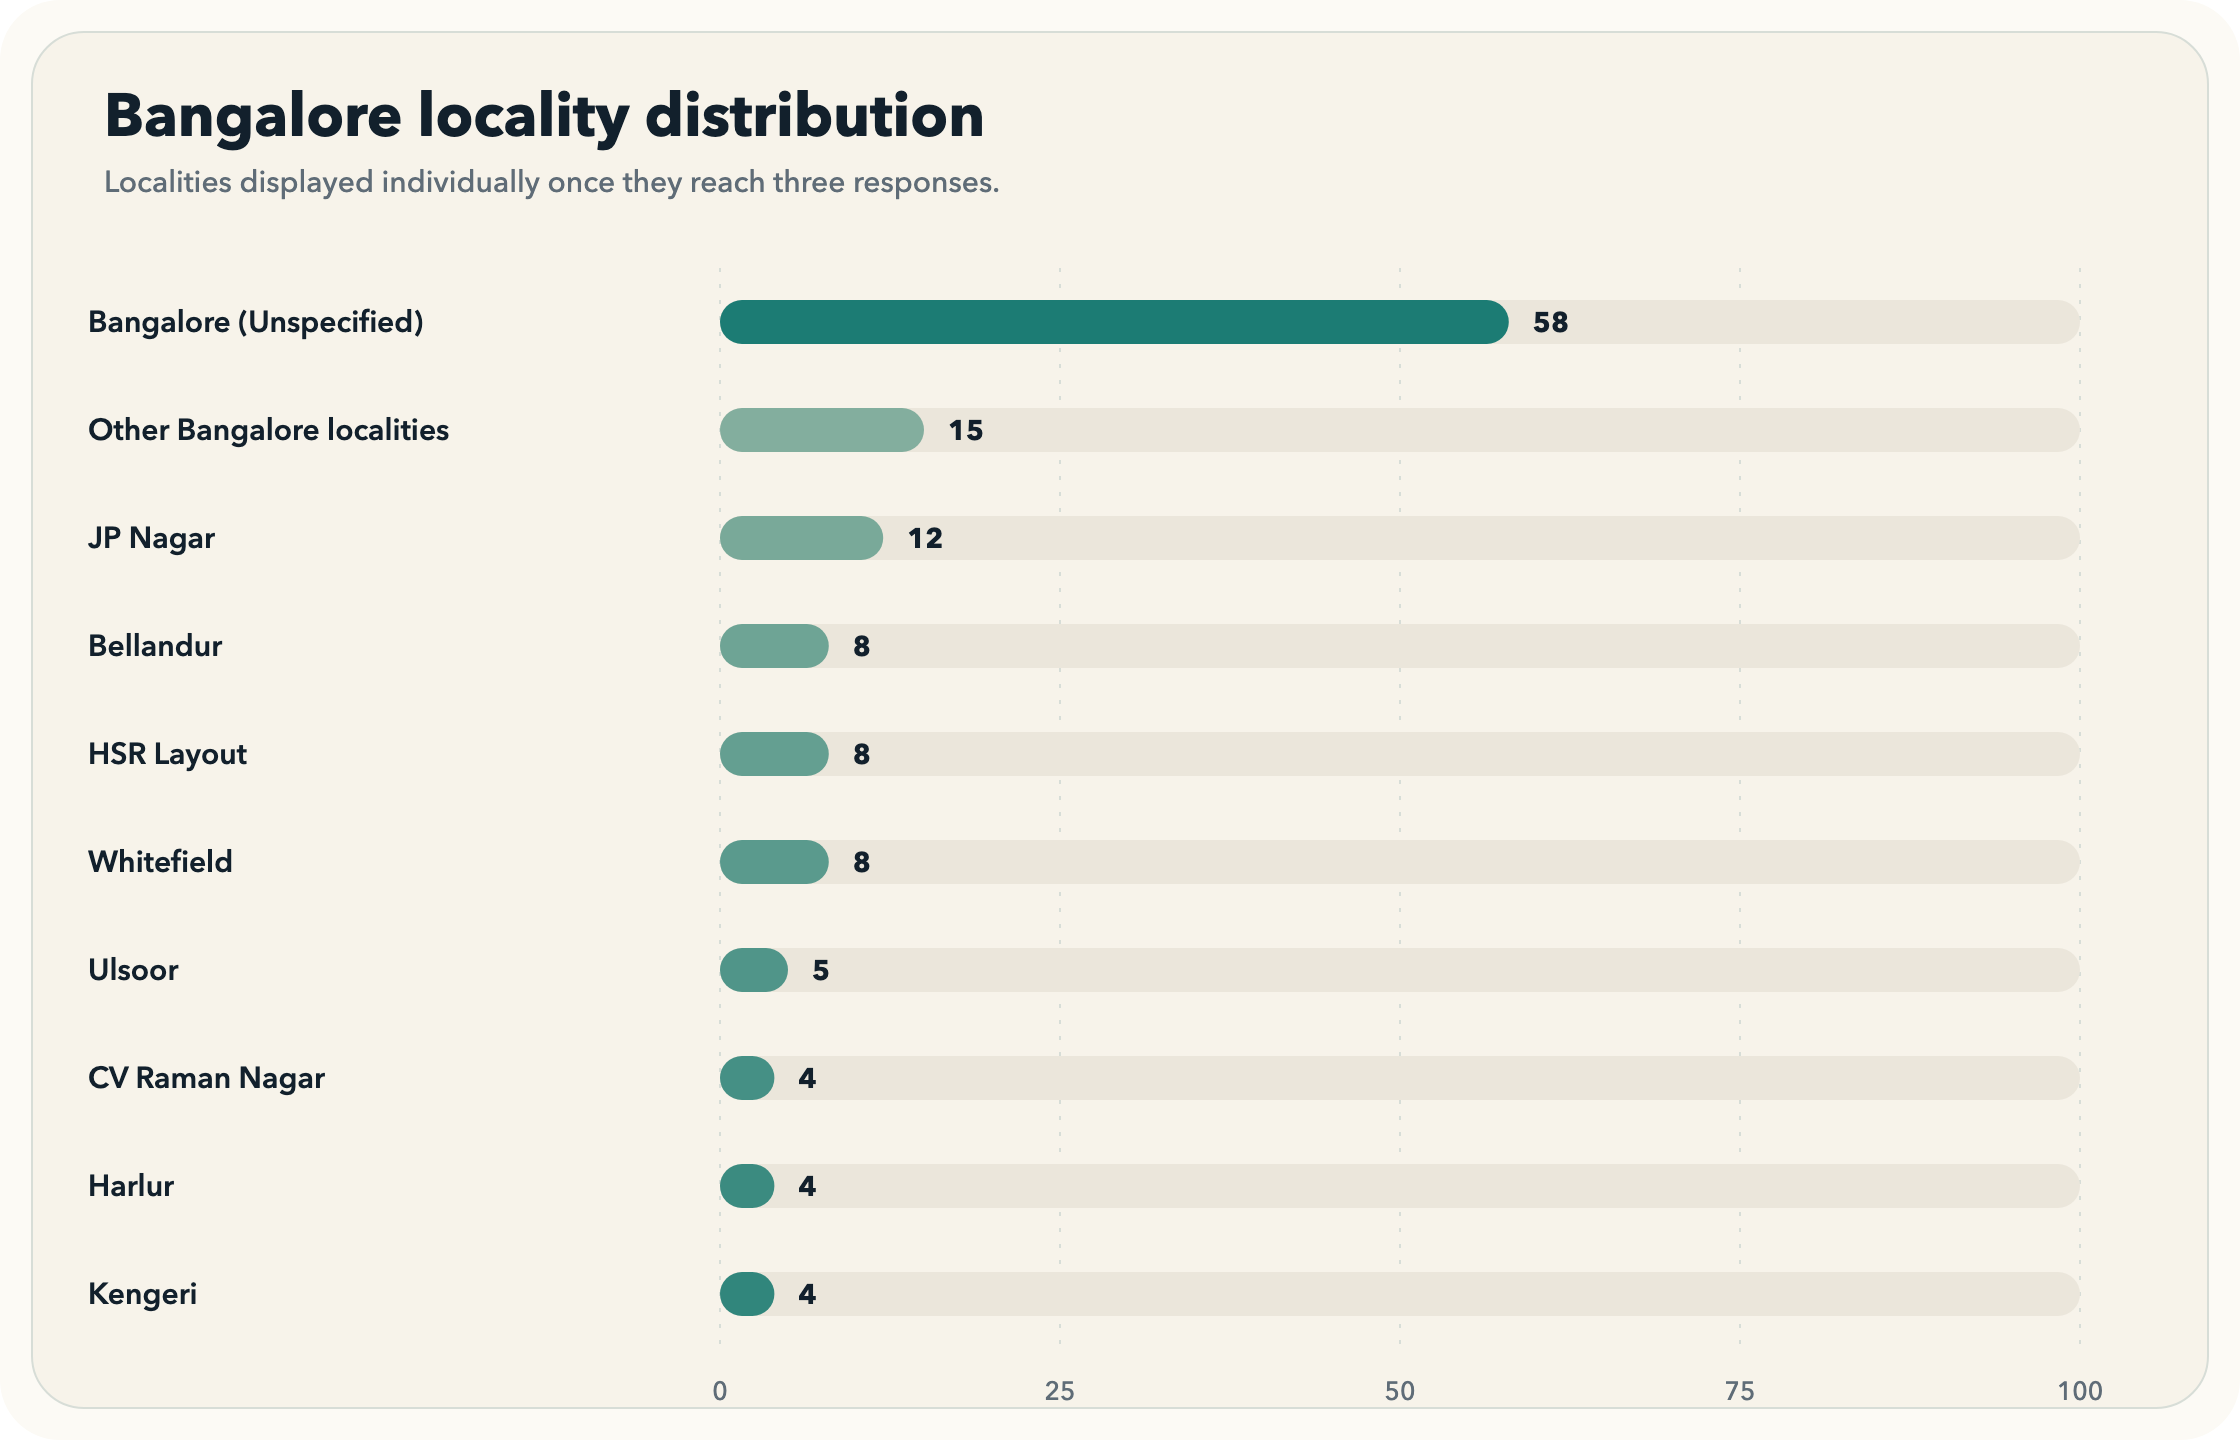 Bangalore locality distribution
Localities displayed individually once they reach three responses.
Bangalore (Unspecified) 58
Other Bangalore localities 15
JP Nagar 12
Bellandur 8
HSR Layout 8
Whitefield 8
Ulsoor 5
CV Raman Nagar 4
Harlur 4
Kengeri 4
0 25 50 75 100